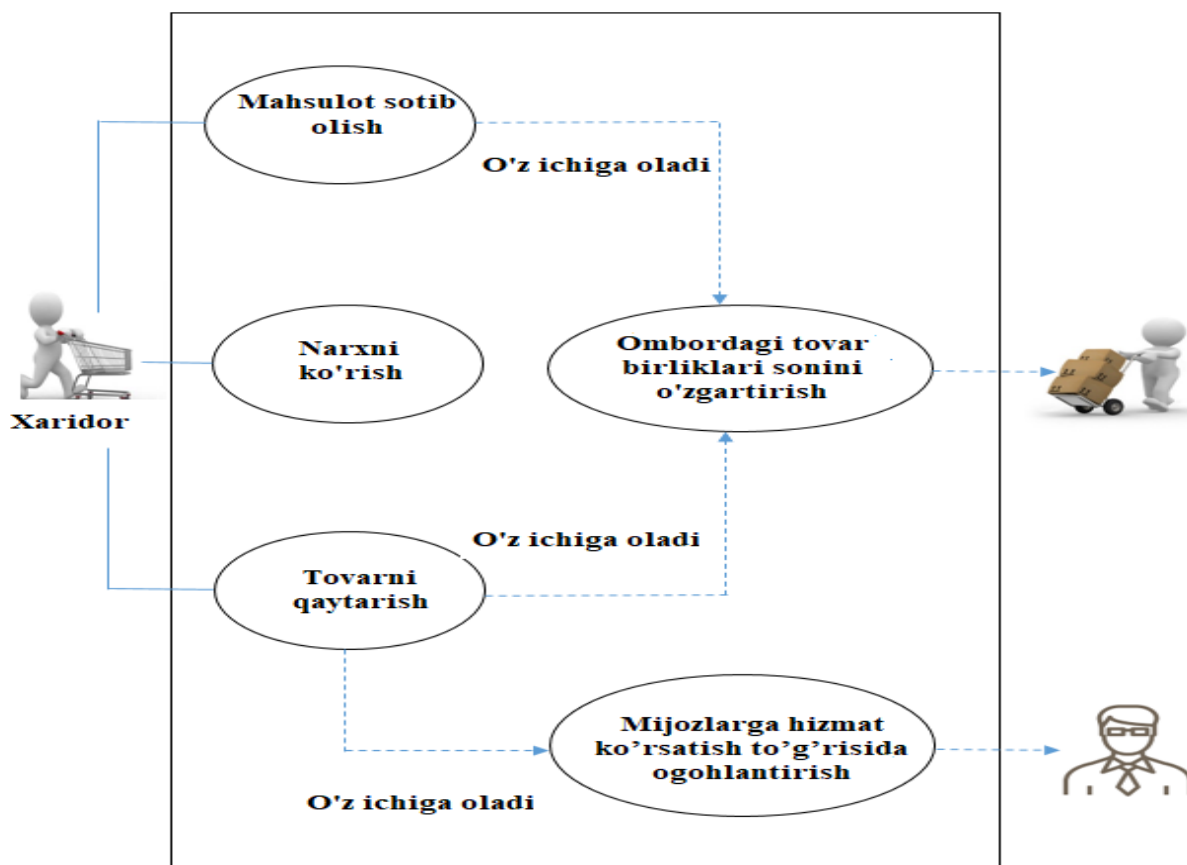 Mahsulot sotib
olish
O'z ichiga oladi
Narxni
ko'rish
Ombordagi tovar
birliklari sonini
o'zgartirish
Xaridor
O'z ichiga oladi
Tovarni
qaytarish
Mijozlarga hizmat
ko’rsatish to’g’risida
ogohlantirish
O'z ichiga oladi